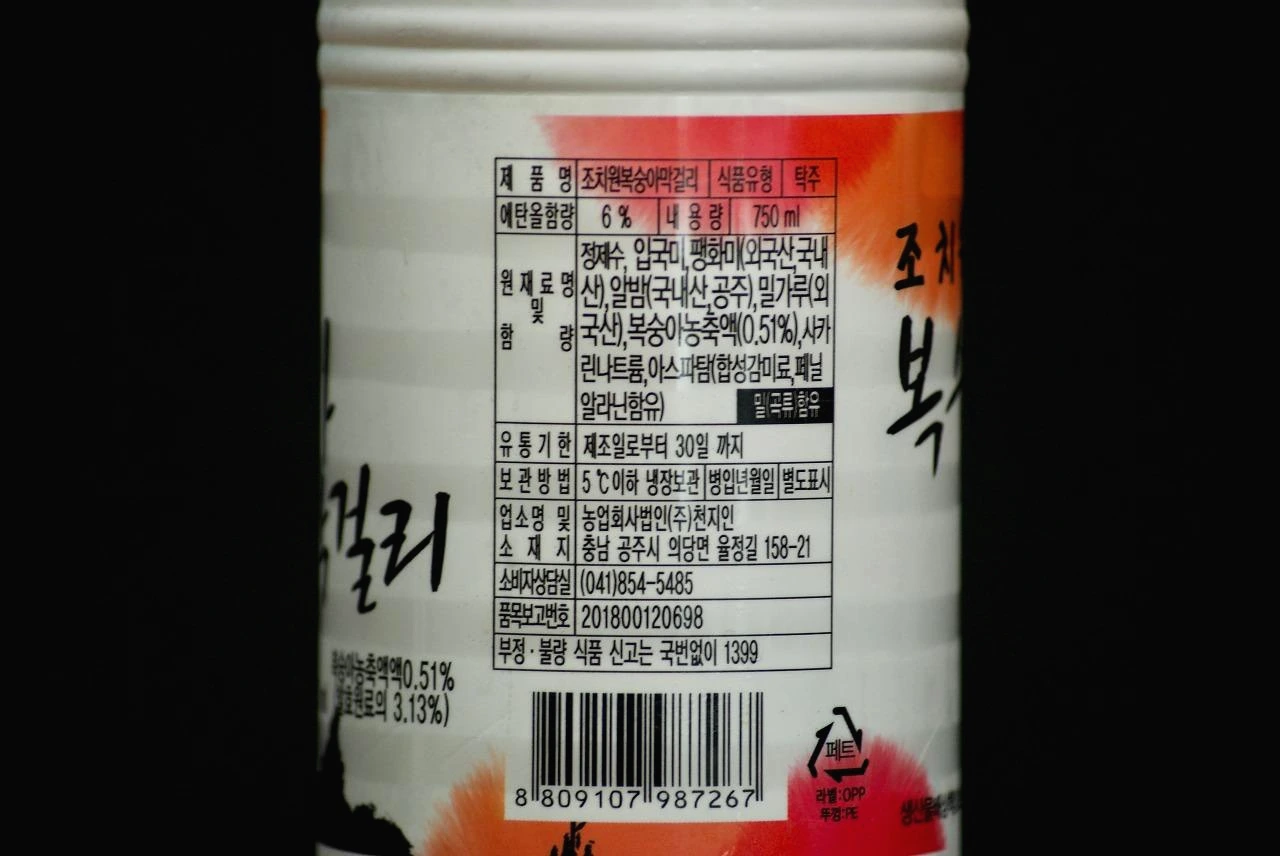 제 품 명 조치원복숭아막걸리 식품유형 탁주
에탄올함량 6 % 내 용 량 750 ml
원 재 료 명 및 함 량
정제수, 입국미, 팽화미(외국산,국내
산),알밤(국내산,공주),밀가루(외
국산),복숭아농축액(0.51%),사카
린나트륨,아스파탐(합성감미료,페닐
알라닌함유) 밀(곡류)함유
유 통 기 한 제조일로부터 30일 까지
보 관 방 법 5 ℃이하 냉장보관 병입년월일 별도표시
업소명 및 농업회사법인(주)천지인
소 재 지 충남 공주시 의당면 율정길 158-21
소비자상담실 (041)854-5485
품목보고번호 201800120698
부정·불량 식품 신고는 국번없이 1399
8 809107 987267
페트
라벨:OPP
뚜껑:PE
조치
복
걸리
숭아농축액액0.51%
발효원료의 3.13%)